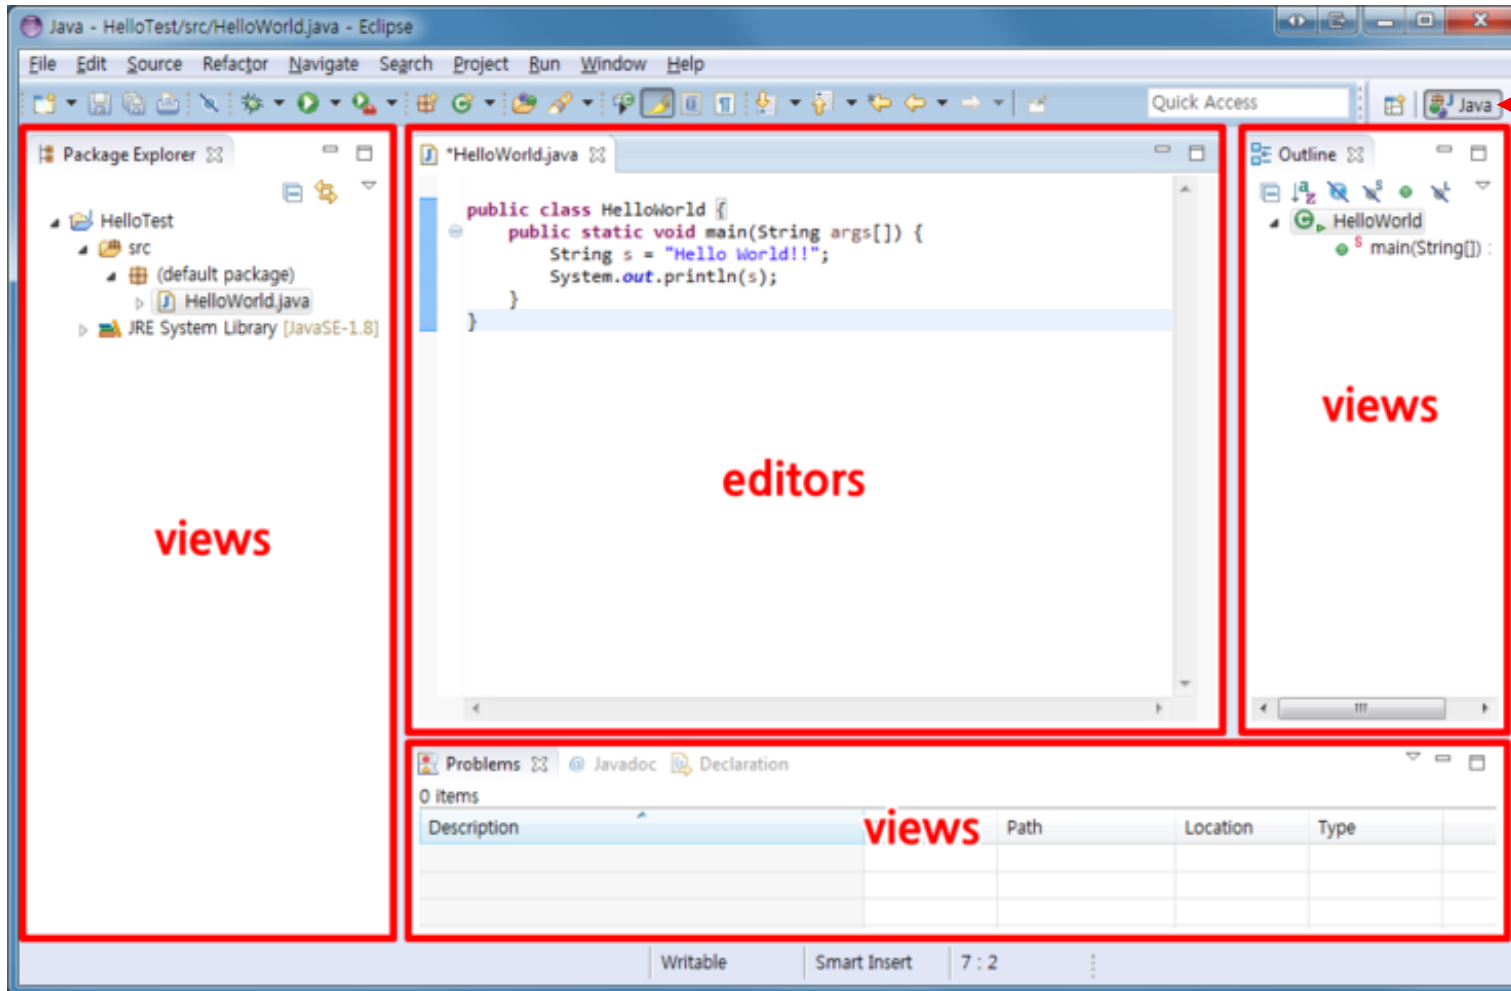 Java - HelloTest/src/HelloWorld.java - Eclipse
File Edit Source Refactor Navigate Search Project Run Window Help
Quick Access
Java
Package Explorer
HelloTest
src
(default package)
HelloWorld.java
JRE System Library [JavaSE-1.8]
views
*HelloWorld.java
public class HelloWorld {
public static void main(String args[]) {
String s = "Hello World!!";
System.out.println(s);
}
}
editors
Outline
HelloWorld
main(String[]) :
views
Problems @ Javadoc Declaration
0 items
Description Path Location Type
views
Writable Smart Insert 7 : 2